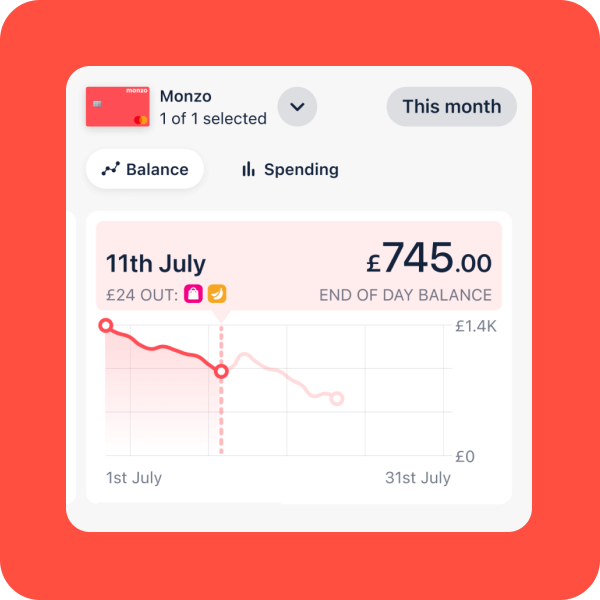 monzo
Monzo
1 of 1 selected
This month
Balance
Spending
11th July
£745.00
£24 OUT:
END OF DAY BALANCE
£1.4K
£0
1st July
31st July